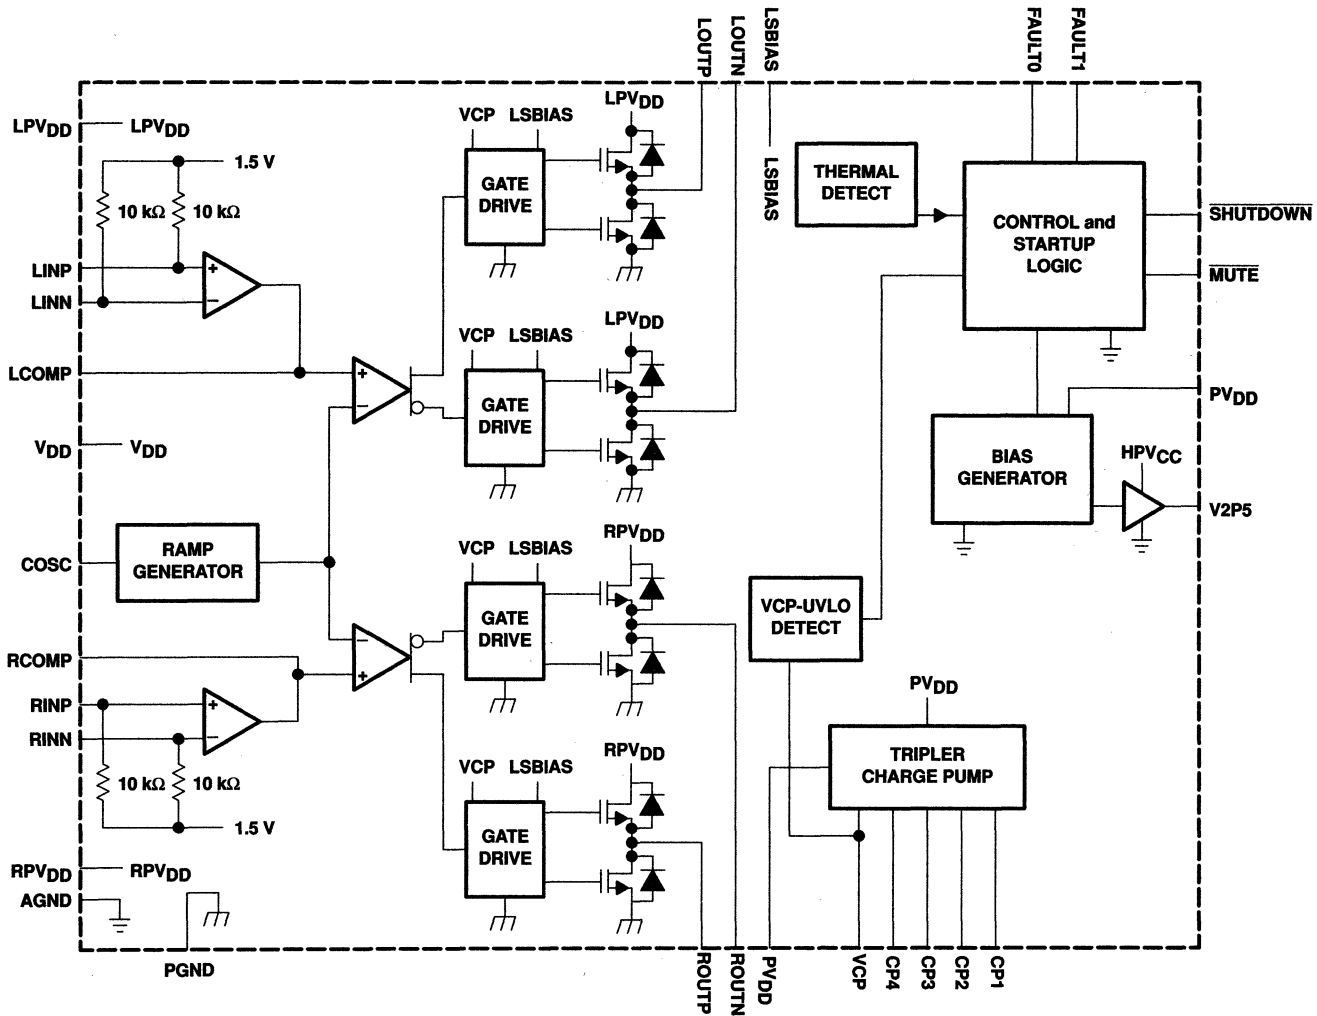 LOUTP
LOUTN
LSBIAS
FAULT0
FAULT1
LPVDD
LPVDD
1.5 V
10 kΩ
10 kΩ
LINP
LINN
+
−
LCOMP
VDD
VDD
COSC
RAMP
GENERATOR
+
−
−
+
RCOMP
RINP
RINN
+
−
10 kΩ
10 kΩ
1.5 V
RPVDD
RPVDD
AGND
PGND
VCP
LSBIAS
LPVDD
GATE
DRIVE
VCP
LSBIAS
LPVDD
GATE
DRIVE
VCP
LSBIAS
RPVDD
GATE
DRIVE
VCP
LSBIAS
RPVDD
GATE
DRIVE
LSBIAS
THERMAL
DETECT
CONTROL and
STARTUP
LOGIC
SHUTDOWN
MUTE
PVDD
BIAS
GENERATOR
HPVCC
V2P5
VCP-UVLO
DETECT
PVDD
TRIPLER
CHARGE PUMP
ROUTP
ROUTN
PVDD
VCP
CP4
CP3
CP2
CP1